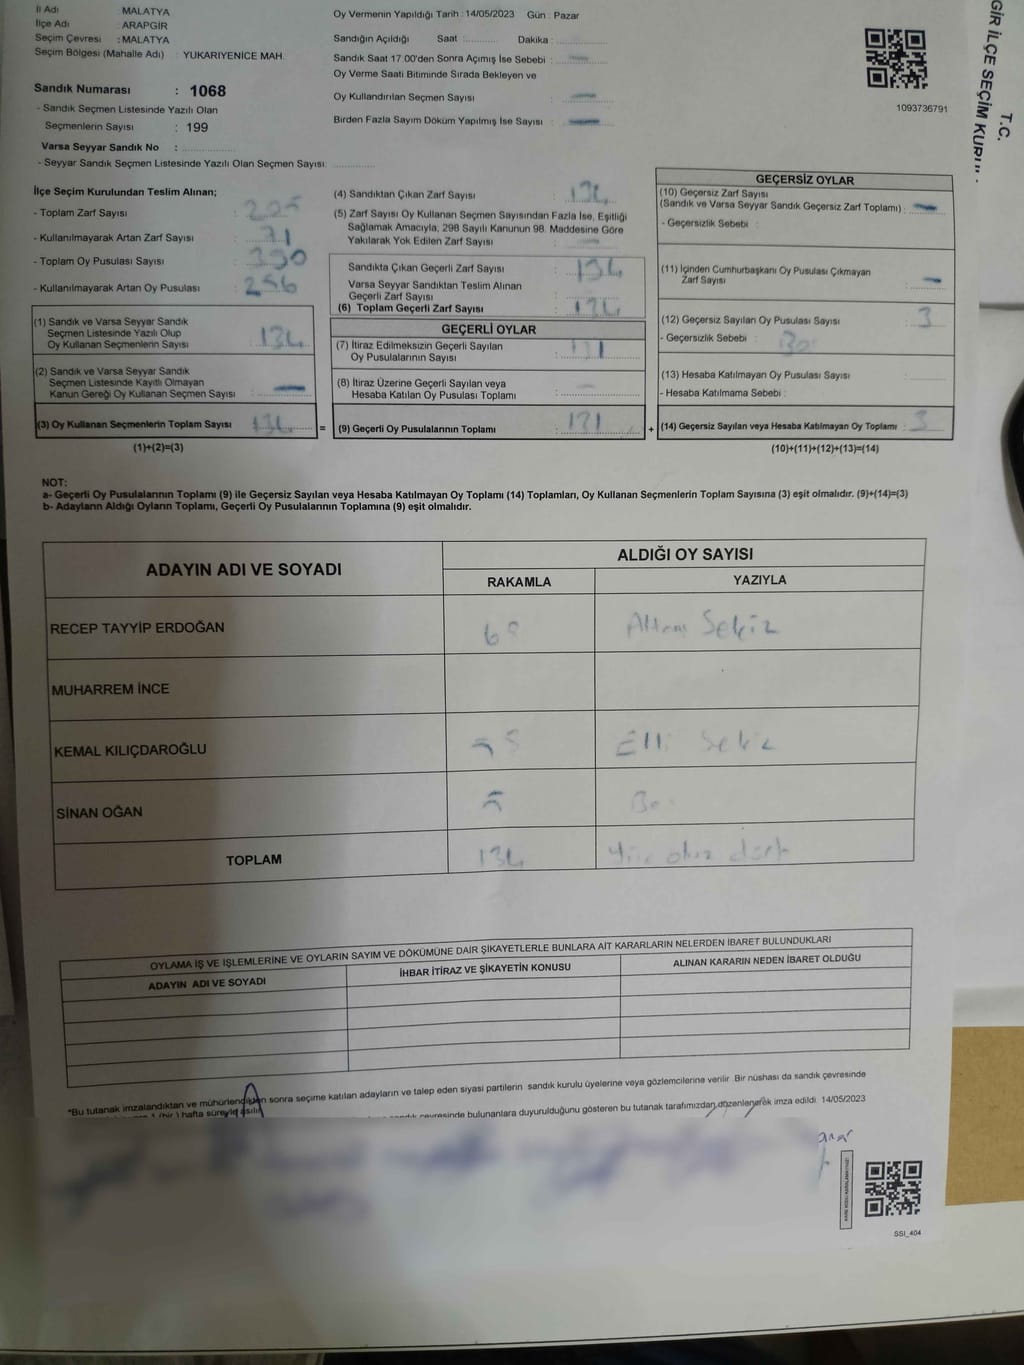 İl Adı : MALATYA
İlçe Adı : ARAPGİR
Seçim Çevresi : MALATYA
Seçim Bölgesi (Mahalle Adı) : YUKARIYENİCE MAH.
Sandık Numarası : 1068
- Sandık Seçmen Listesinde Yazılı Olan
Seçmenlerin Sayısı : 199
Varsa Seyyar Sandık No :
- Seyyar Sandık Seçmen Listesinde Yazılı Olan Seçmen Sayısı:
Oy Vermenin Yapıldığı Tarih : 14/05/2023 Gün : Pazar
Sandığın Açıldığı Saat : Dakika :
Sandık Saat 17.00'den Sonra Açımış İse Sebebi :
Oy Verme Saati Bitiminde Sırada Bekleyen ve
Oy Kullandırılan Seçmen Sayısı :
Birden Fazla Sayım Döküm Yapılmış İse Sayısı :
1093736791
T.C.
GİR İLÇE SEÇİM KURU
İlçe Seçim Kurulundan Teslim Alınan;
- Toplam Zarf Sayısı : 205
- Kullanılmayarak Artan Zarf Sayısı : 71
- Toplam Oy Pusulası Sayısı : 390
- Kullanılmayarak Artan Oy Pusulası : 256
(1) Sandık ve Varsa Seyyar Sandık
Seçmen Listesinde Yazılı Olup
Oy Kullanan Seçmenlerin Sayısı : 134
(2) Sandık ve Varsa Seyyar Sandık
Seçmen Listesinde Kayıtlı Olmayan
Kanun Gereği Oy Kullanan Seçmen Sayısı :
(3) Oy Kullanan Seçmenlerin Toplam Sayısı : 134
(1)+(2)=(3)
=
(4) Sandıktan Çıkan Zarf Sayısı : 134
(5) Zarf Sayısı Oy Kullanan Seçmen Sayısından Fazla İse, Eşitliği
Sağlamak Amacıyla, 298 Sayılı Kanunun 98. Maddesine Göre
Yakılarak Yok Edilen Zarf Sayısı :
Sandıkta Çıkan Geçerli Zarf Sayısı : 134
Varsa Seyyar Sandıktan Teslim Alınan
Geçerli Zarf Sayısı :
(6) Toplam Geçerli Zarf Sayısı : 134
GEÇERLİ OYLAR
(7) İtiraz Edilmeksizin Geçerli Sayılan
Oy Pusulalarının Sayısı : 131
(8) İtiraz Üzerine Geçerli Sayılan veya
Hesaba Katılan Oy Pusulası Toplamı :
(9) Geçerli Oy Pusulalarının Toplamı : 131
+
GEÇERSİZ OYLAR
(10) Geçersiz Zarf Sayısı
(Sandık ve Varsa Seyyar Sandık Geçersiz Zarf Toplamı) :
- Geçersizlik Sebebi :
(11) İçinden Cumhurbaşkanı Oy Pusulası Çıkmayan
Zarf Sayısı :
(12) Geçersiz Sayılan Oy Pusulası Sayısı : 3
- Geçersizlik Sebebi :
(13) Hesaba Katılmayan Oy Pusulası Sayısı :
- Hesaba Katılmama Sebebi :
(14) Geçersiz Sayılan veya Hesaba Katılmayan Oy Toplamı : 3
(10)+(11)+(12)+(13)=(14)
NOT:
a- Geçerli Oy Pusulalarının Toplamı (9) ile Geçersiz Sayılan veya Hesaba Katılmayan Oy Toplamı (14) Toplamları, Oy Kullanan Seçmenlerin Toplam Sayısına (3) eşit olmalıdır. (9)+(14)=(3)
b- Adayların Aldığı Oyların Toplamı, Geçerli Oy Pusulalarının Toplamına (9) eşit olmalıdır.
ADAYIN ADI VE SOYADI
ALDIĞI OY SAYISI
RAKAMLA YAZIYLA
RECEP TAYYİP ERDOĞAN 68 Altmış Sekiz
MUHARREM İNCE
KEMAL KILIÇDAROĞLU 58 Elli Sekiz
SİNAN OĞAN 5
TOPLAM 134 Yüz otuz dört
OYLAMA İŞ VE İŞLEMLERİNE VE OYLARIN SAYIM VE DÖKÜMÜNE DAİR ŞİKAYETLERLE BUNLARA AİT KARARLARIN NELERDEN İBARET BULUNDUKLARI
ADAYIN ADI VE SOYADI İHBAR İTİRAZ VE ŞİKAYETİN KONUSU ALINAN KARARIN NEDEN İBARET OLDUĞU
*Bu tutanak imzalandıktan ve mühürlendikten sonra seçime katılan adayların ve talep eden siyasi partilerin sandık kurulu üyelerine veya gözlemcilerine verilir. Bir nüshası da sandık çevresinde
1 (bir) hafta süreyle asılır. sandık çevresinde bulunanlara duyurulduğunu gösteren bu tutanak tarafımızdan düzenlenerek imza edildi. 14/05/2023
SSI_404